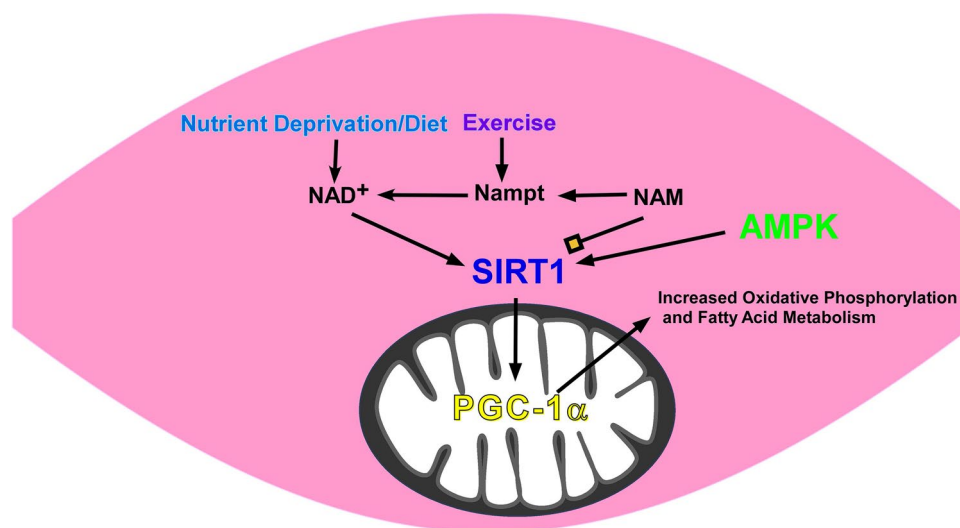 Nutrient Deprivation/Diet
Exercise
NAD+
Nampt
NAM
AMPK
SIRT1
Increased Oxidative Phosphorylation
and Fatty Acid Metabolism
PGC-1α